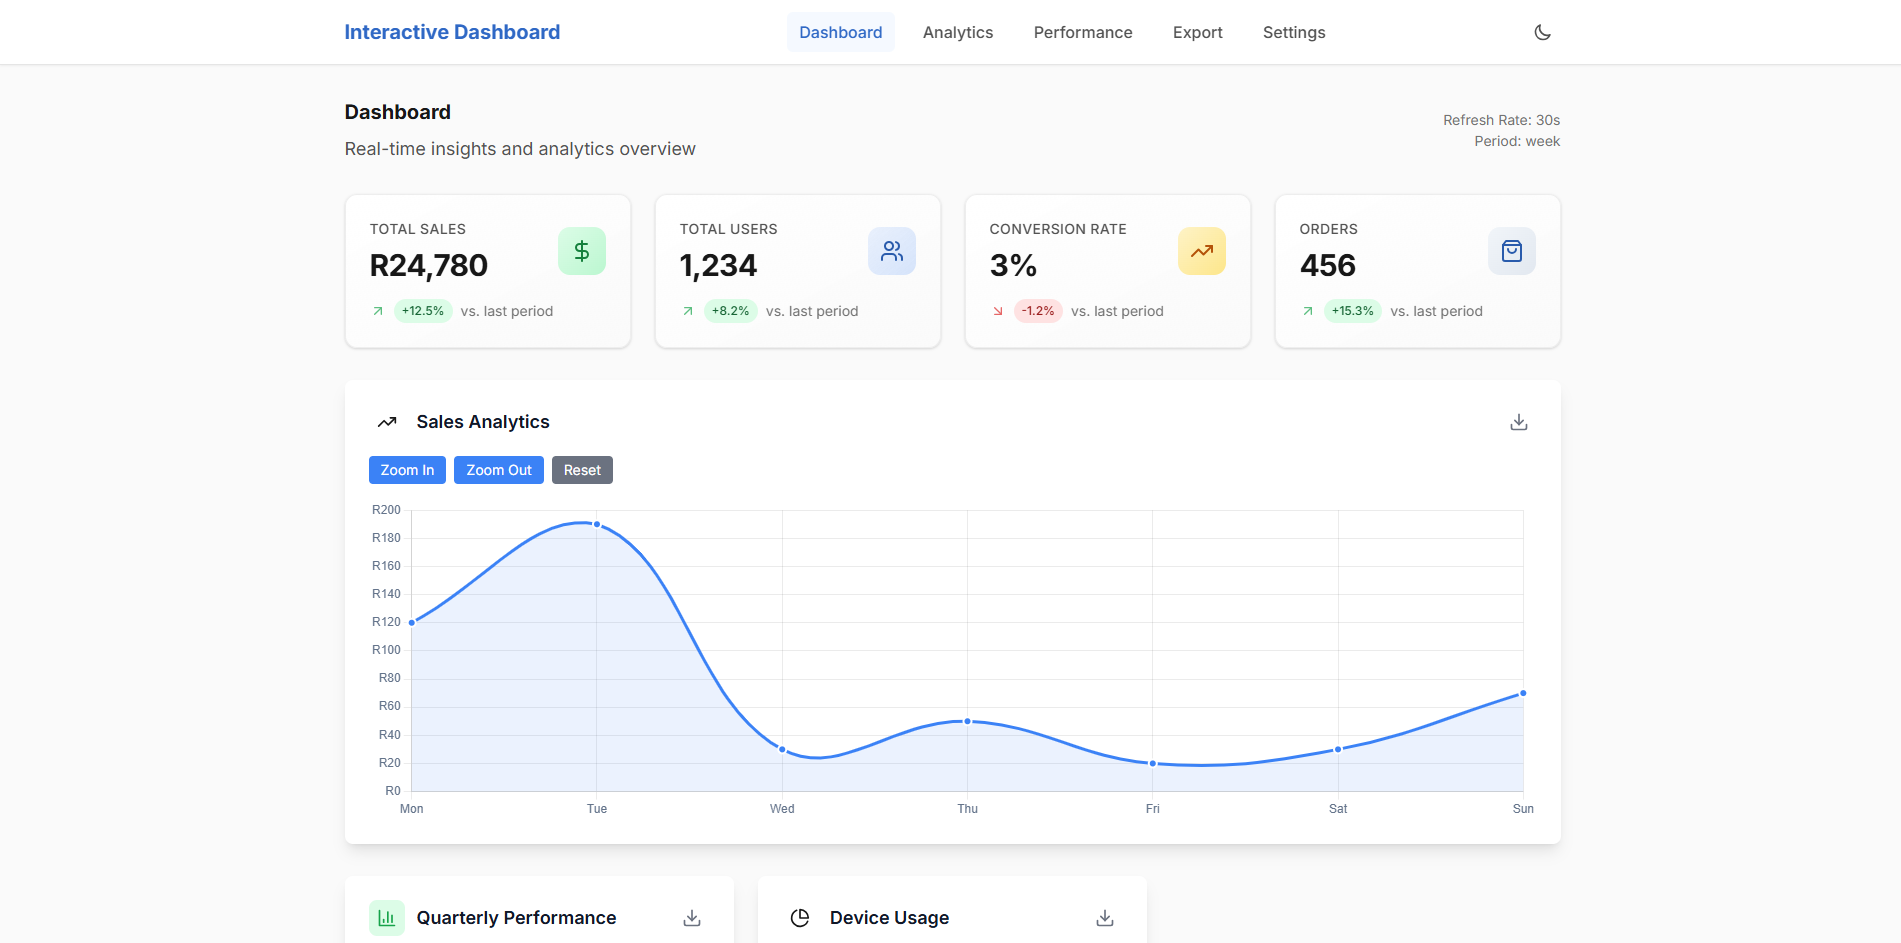 Interactive Dashboard
Dashboard
Analytics
Performance
Export
Settings
Dashboard
Real-time insights and analytics overview
Refresh Rate: 30s
Period: week
TOTAL SALES
R24,780
+12.5% vs. last period
TOTAL USERS
1,234
+8.2% vs. last period
CONVERSION RATE
3%
-1.2% vs. last period
ORDERS
456
+15.3% vs. last period
Sales Analytics
Zoom In
Zoom Out
Reset
R200
R180
R160
R140
R120
R100
R80
R60
R40
R20
R0
Mon Tue Wed Thu Fri Sat Sun
Quarterly Performance
Device Usage